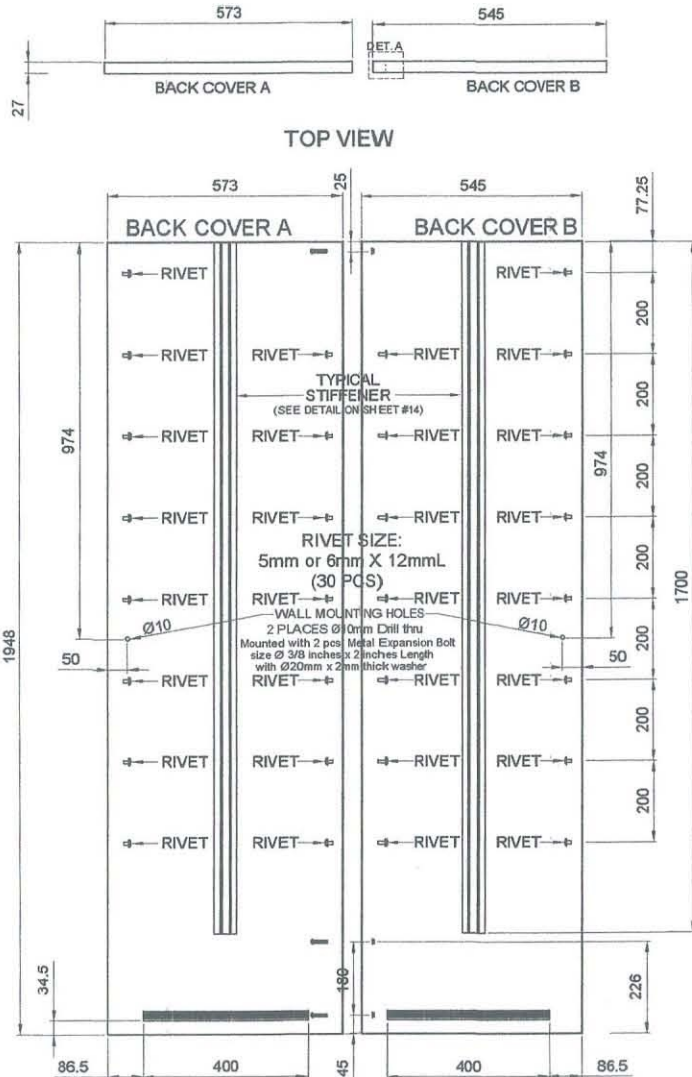 573
545
DET. A
27
BACK COVER A
BACK COVER B
TOP VIEW
573
25
545
77.25
BACK COVER A
BACK COVER B
RIVET
RIVET
200
RIVET
RIVET
RIVET
RIVET
TYPICAL
STIFFENER
(SEE DETAIL ON SHEET #14)
200
974
RIVET
RIVET
RIVET
RIVET
974
200
RIVET
RIVET
RIVET
RIVET
RIVET SIZE:
5mm or 6mm X 12mmL
(30 PCS)
200
1700
RIVET
RIVET
RIVET
RIVET
WALL MOUNTING HOLES
Ø10
2 PLACES Ø10mm Drill thru
Ø10
Mounted with 2 pcs Metal Expansion Bolt
size Ø 3/8 inches x 2 inches Length
with Ø20mm x 2mm thick washer
1948
50
50
200
RIVET
RIVET
RIVET
RIVET
200
RIVET
RIVET
RIVET
RIVET
200
RIVET
RIVET
RIVET
RIVET
34.5
180
226
86.5
400
45
400
86.5